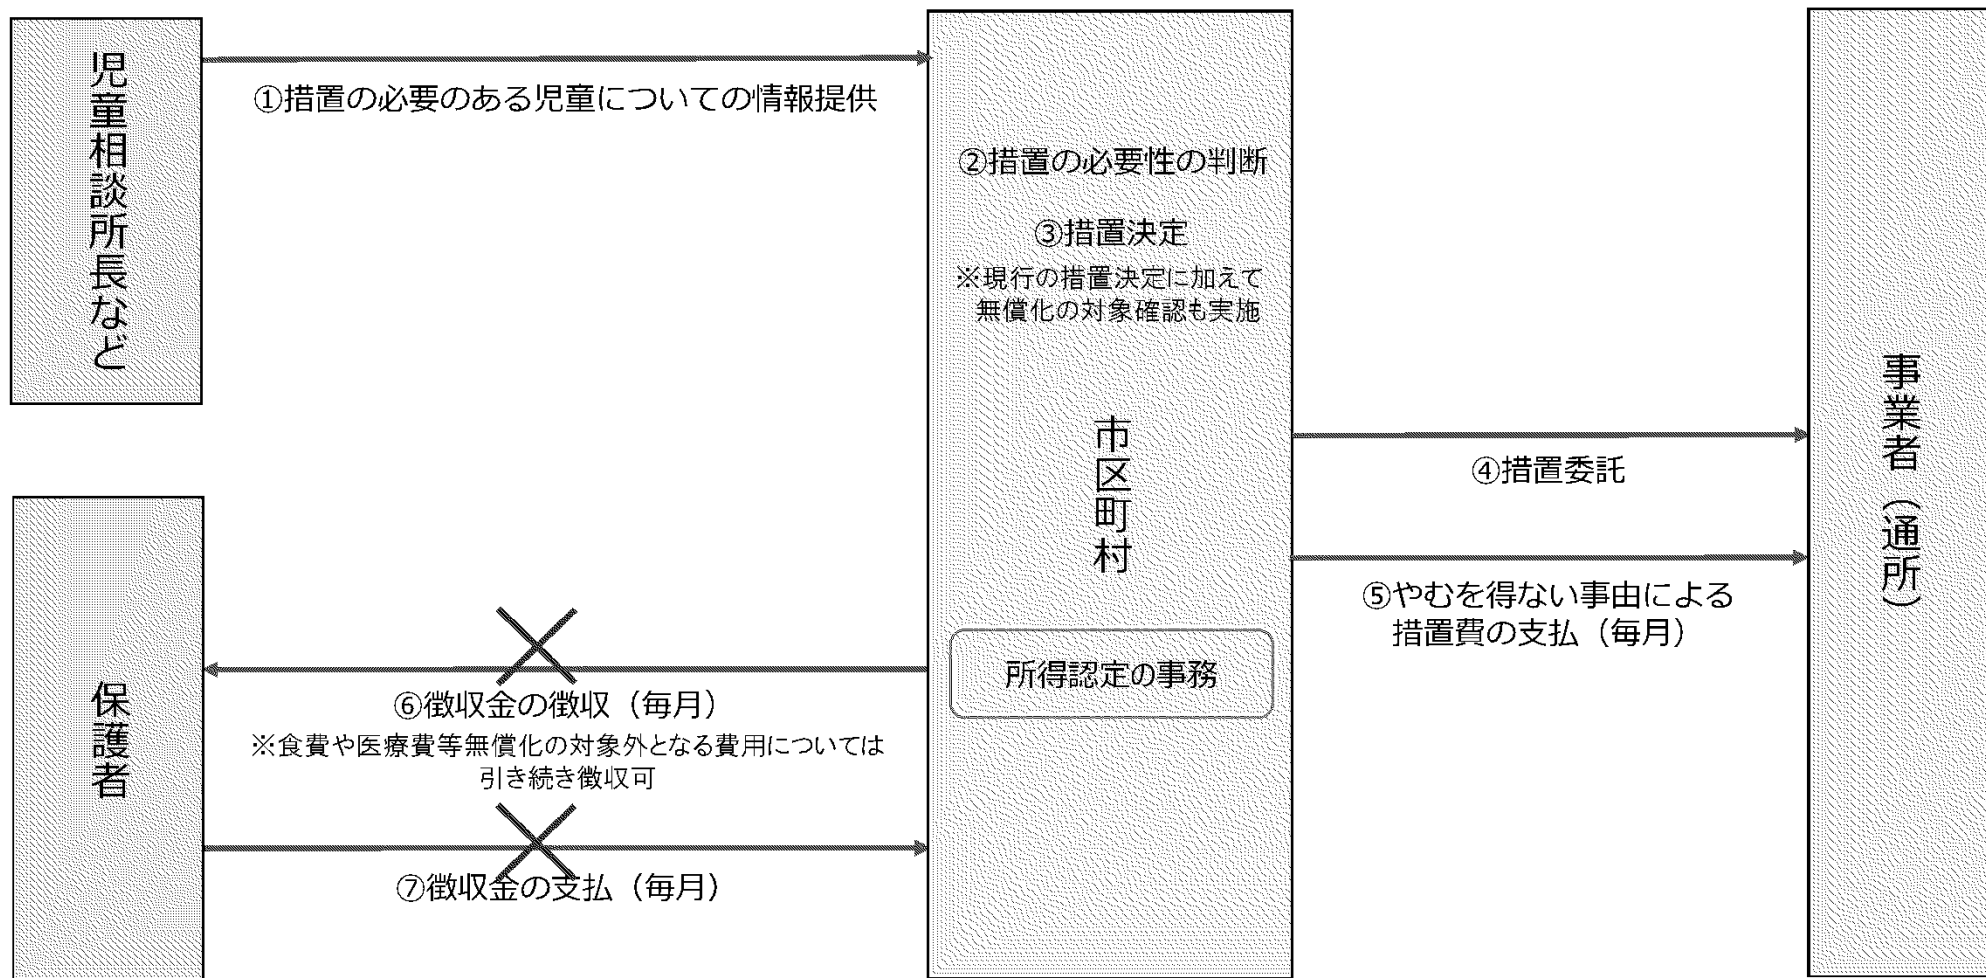 児童相談所長など
①措置の必要のある児童についての情報提供
②措置の必要性の判断
③措置決定
※現行の措置決定に加えて
無償化の対象確認も実施
市区町村
④措置委託
⑤やむを得ない事由による
措置費の支払（毎月）
事業者（通所）
所得認定の事務
保護者
⑥徴収金の徴収（毎月）
※食費や医療費等無償化の対象外となる費用については
引き続き徴収可
⑦徴収金の支払（毎月）